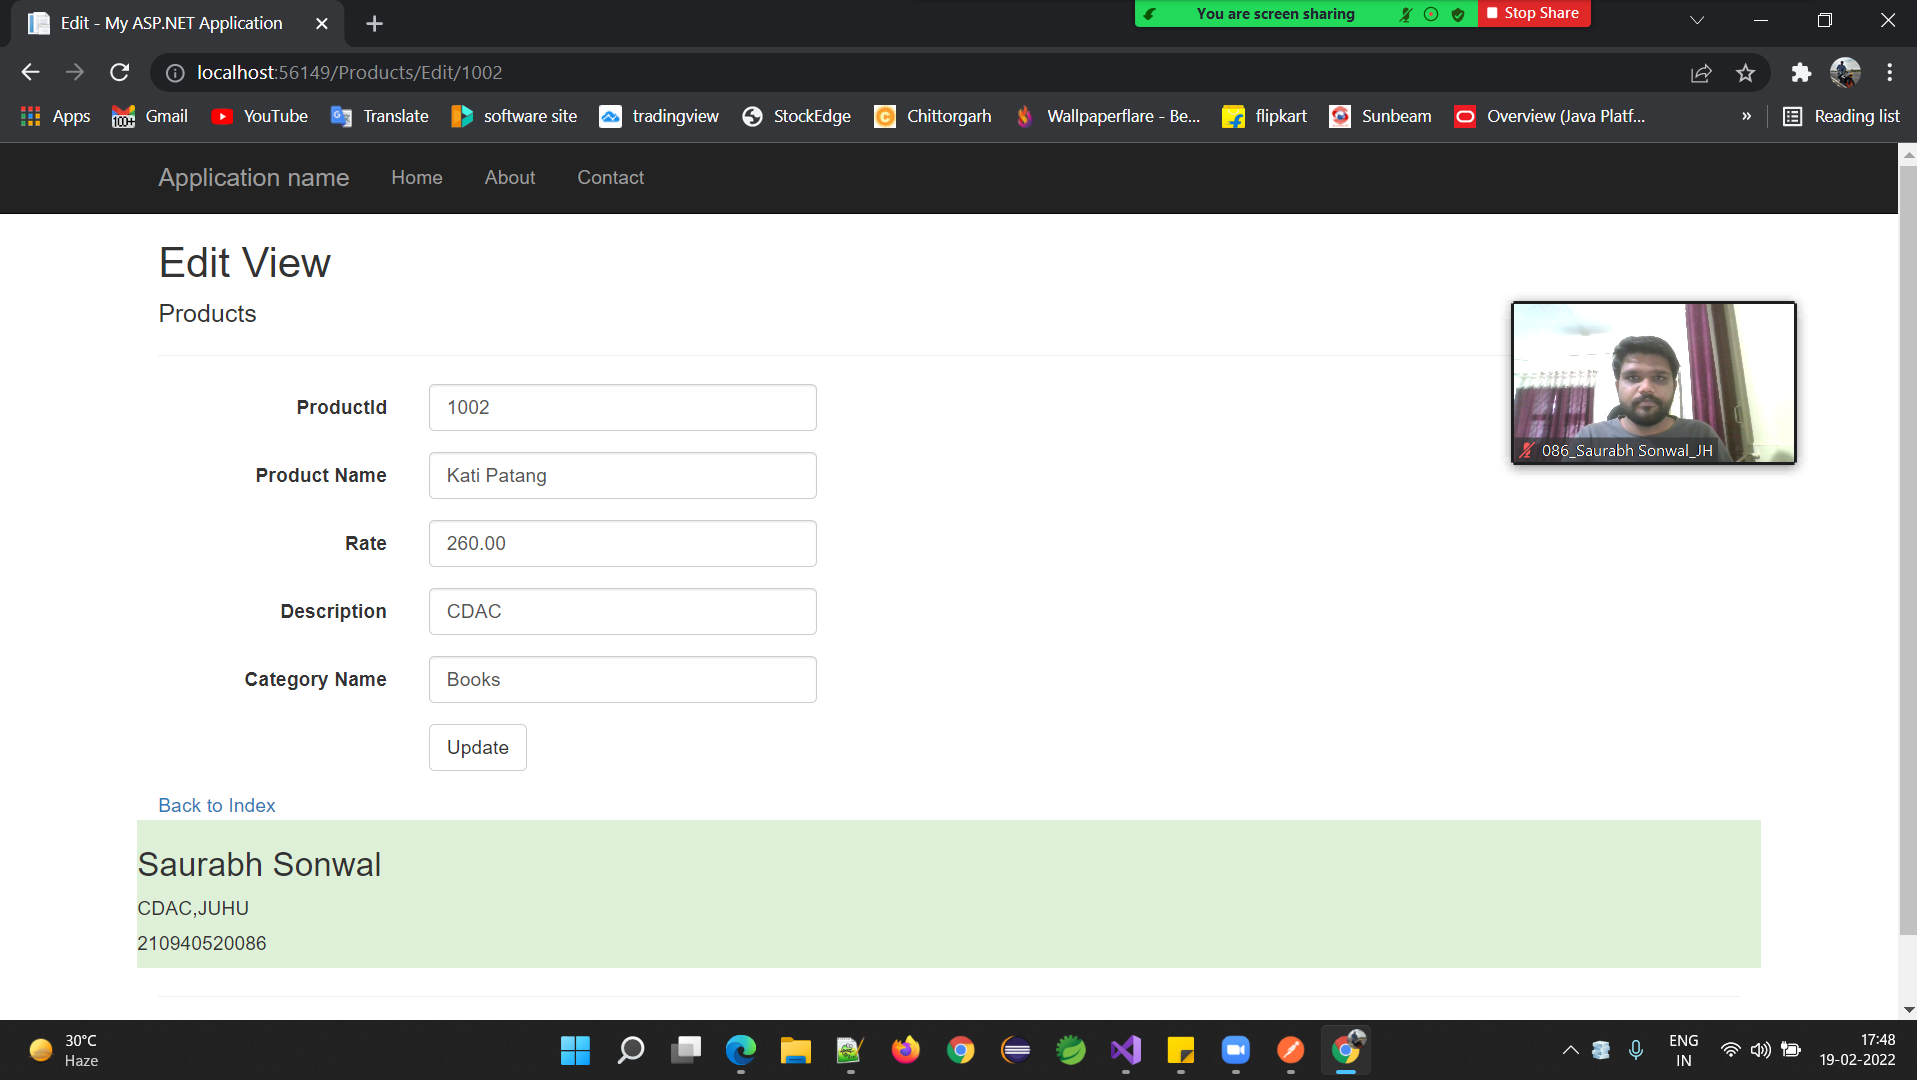 Edit - My ASP.NET Application
You are screen sharing
Stop Share
localhost:56149/Products/Edit/1002
Apps
100+ Gmail
YouTube
Translate
software site
tradingview
StockEdge
Chittorgarh
Wallpaperflare - Be...
flipkart
Sunbeam
Overview (Java Platf...
»
Reading list
Application name
Home
About
Contact
Edit View
Products
ProductId
1002
Product Name
Kati Patang
Rate
260.00
Description
CDAC
Category Name
Books
Update
086_Saurabh Sonwal_JH
Back to Index
Saurabh Sonwal
CDAC,JUHU
210940520086
30°C
Haze
ENG
IN
17:48
19-02-2022